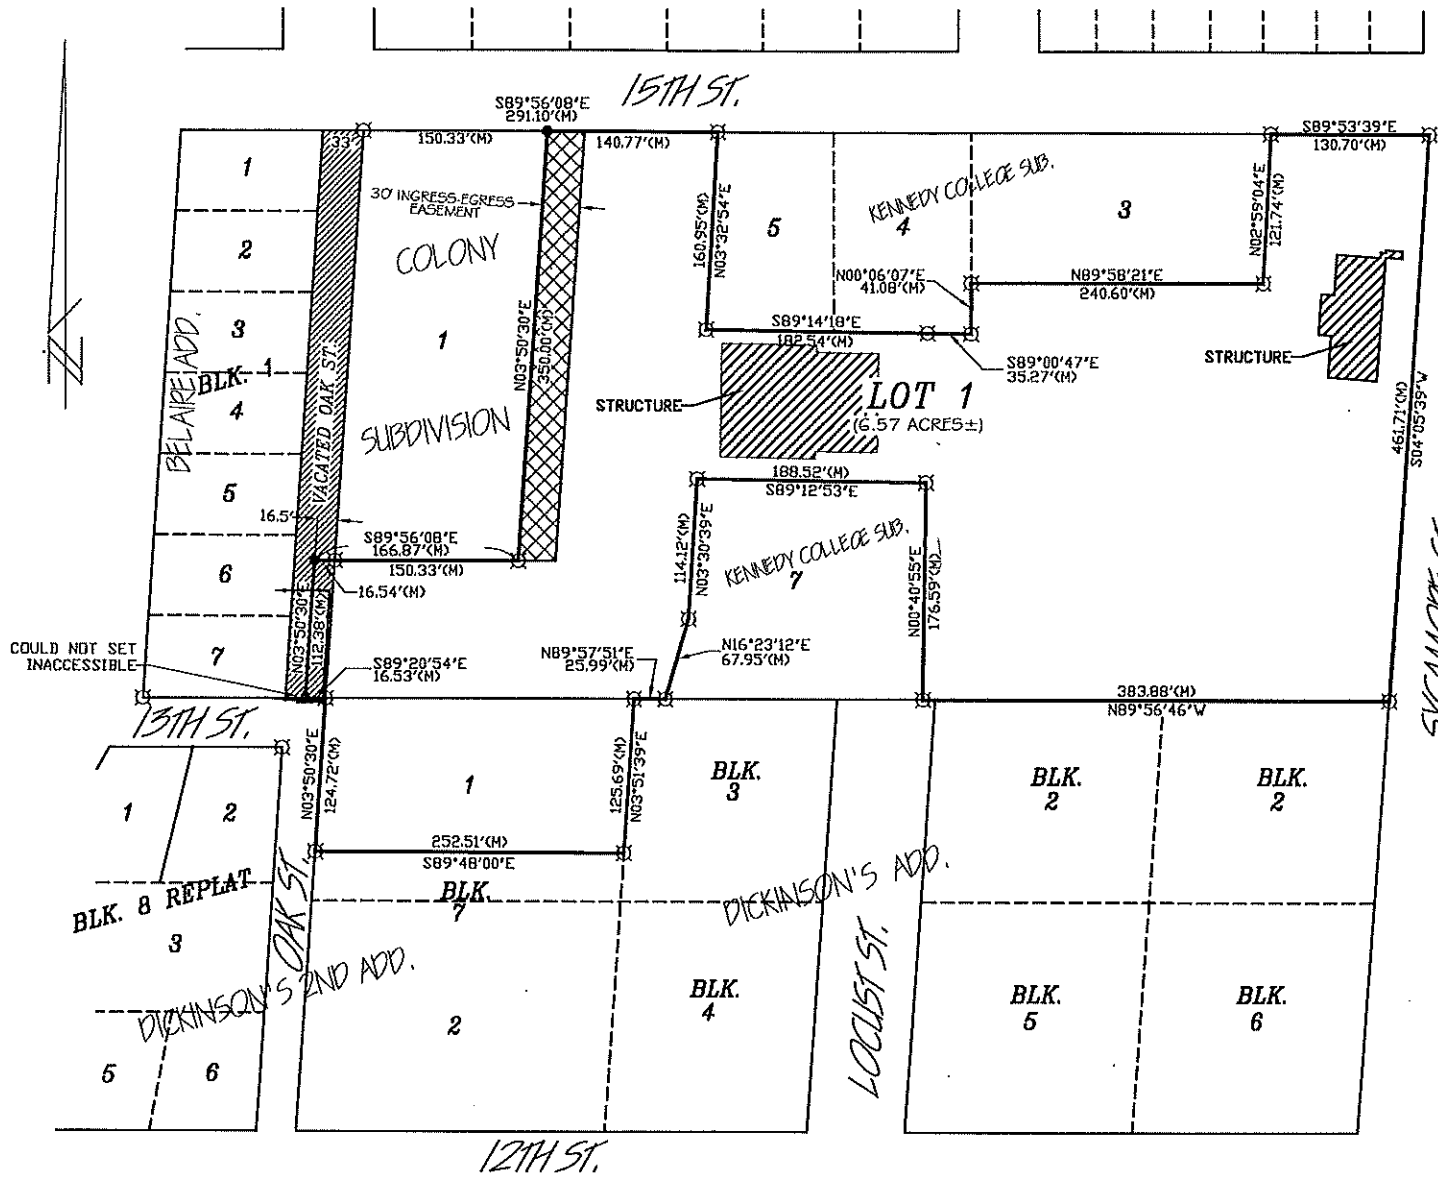 15TH ST.
S89°56'08"E
291.10'(M)
150.33'(M)
140.77'(M)
S89°53'39"E
130.70'(M)
33'
1
2
3
BLK. 1
4
5
6
7
BELAIRE ADD.
VACATED OAK ST.
30' INGRESS-EGRESS
EASEMENT
COLONY
1
SUBDIVISION
N03°50'30"E
350.00'(M)
160.95'(M)
N03°32'54"E
5
4
3
KENNEDY COLLEGE SUB.
N02°59'04"E
121.74'(M)
N00°06'07"E
41.08'(M)
N89°58'21"E
240.60'(M)
S89°14'18"E
182.54'(M)
S89°00'47"E
35.27'(M)
STRUCTURE
STRUCTURE
LOT 1
(6.57 ACRES±)
461.71'(M)
S04°05'39"W
188.52'(M)
S89°12'53"E
114.12'(M)
N03°30'39"E
KENNEDY COLLEGE SUB.
7
N00°40'55"E
176.59'(M)
N16°23'12"E
67.95'(M)
N89°57'51"E
25.99'(M)
16.5'
S89°56'08"E
166.87'(M)
150.33'(M)
16.54'(M)
N03°50'30"E
112.38'(M)
COULD NOT SET
INACCESSIBLE
S89°20'54"E
16.53'(M)
383.88'(M)
N89°56'46"W
13TH ST.
N03°50'30"E
124.72'(M)
1
125.69'(M)
N03°51'39"E
252.51'(M)
S89°48'00"E
BLK.
7
BLK.
3
BLK.
2
BLK.
2
1
2
BLK. 8 REPLAT
3
OAK ST.
DICKINSON'S ADD.
DICKINSON'S 2ND ADD.
2
BLK.
4
LOCUST ST.
BLK.
5
BLK.
6
5
6
12TH ST.